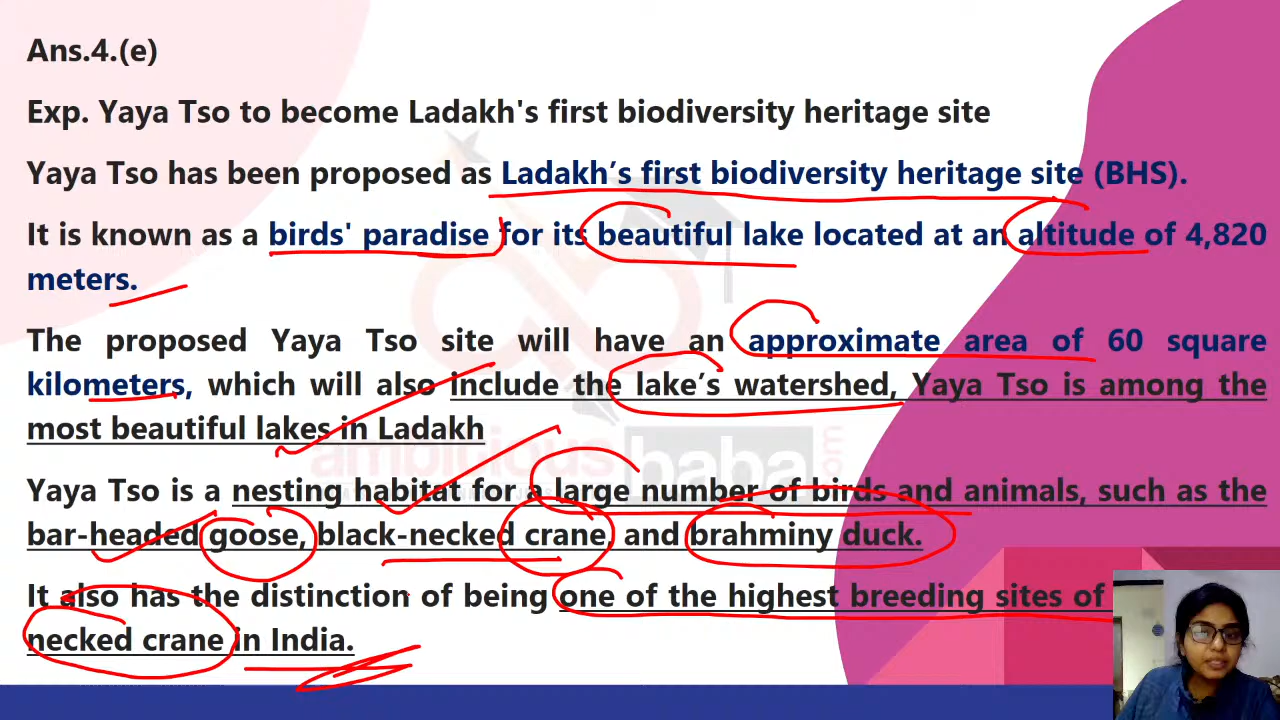 Ans.4.(e)
Exp. Yaya Tso to become Ladakh's first biodiversity heritage site
Yaya Tso has been proposed as Ladakh’s first biodiversity heritage site (BHS).
It is known as a birds' paradise for its beautiful lake located at an altitude of 4,820
meters.
The proposed Yaya Tso site will have an approximate area of 60 square
kilometers, which will also include the lake’s watershed, Yaya Tso is among the
most beautiful lakes in Ladakh
ambitious baba.com
Yaya Tso is a nesting habitat for a large number of birds and animals, such as the
bar-headed goose, black-necked crane, and brahminy duck.
It also has the distinction of being one of the highest breeding sites of
necked crane in India.